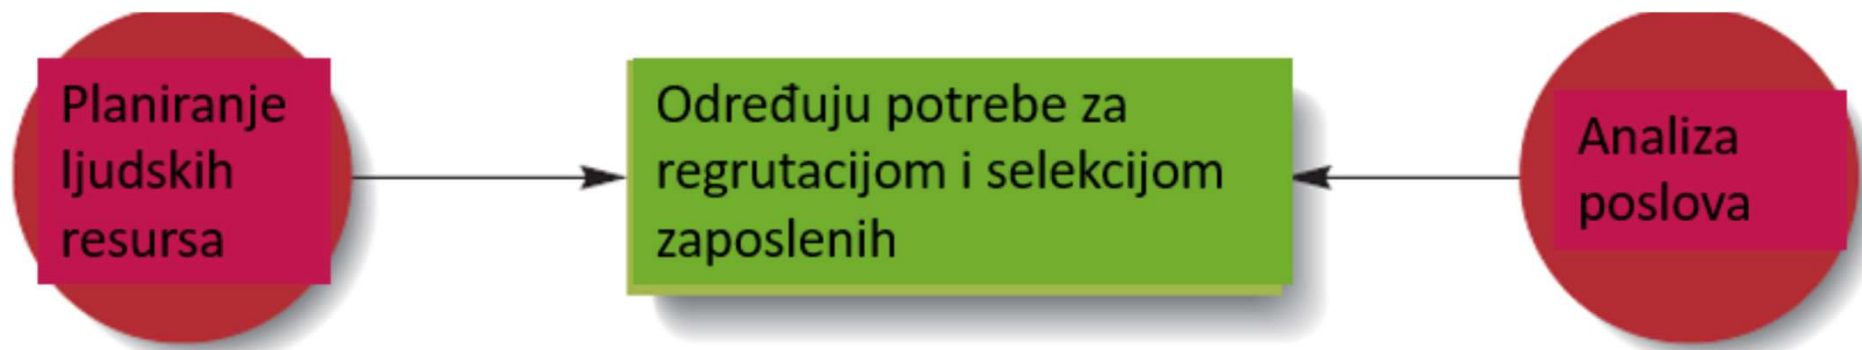 Planiranje
ljudskih
resursa
Određuju potrebe za
regrutacijom i selekcijom
zaposlenih
Analiza
poslova